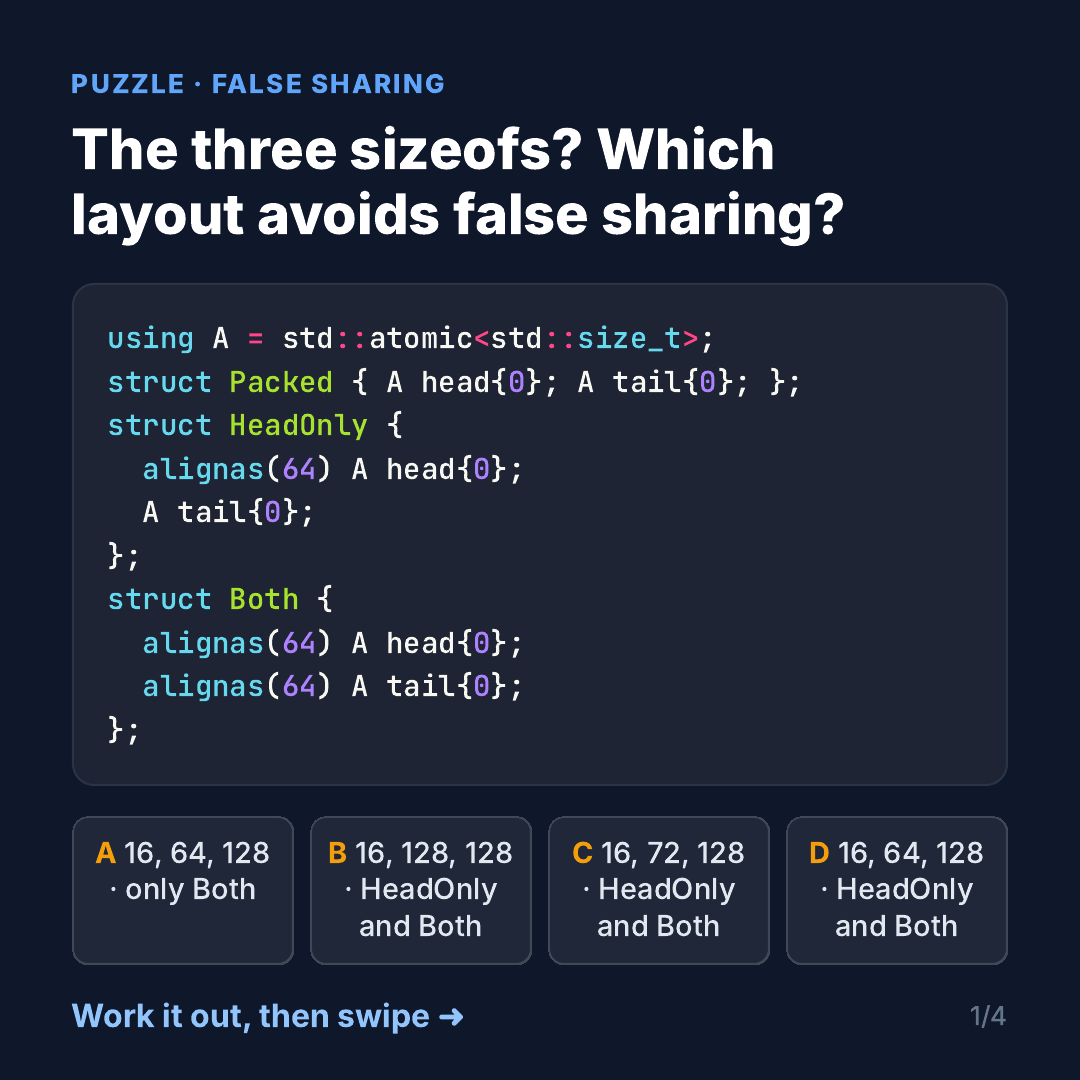 PUZZLE · FALSE SHARING
The three sizeofs? Which
layout avoids false sharing?
using A = std::atomic<std::size_t>;
struct Packed { A head{0}; A tail{0}; };
struct HeadOnly {
  alignas(64) A head{0};
  A tail{0};
};
struct Both {
  alignas(64) A head{0};
  alignas(64) A tail{0};
};
A 16, 64, 128
· only Both
B 16, 128, 128
· HeadOnly
and Both
C 16, 72, 128
· HeadOnly
and Both
D 16, 64, 128
· HeadOnly
and Both
Work it out, then swipe ➜
1/4